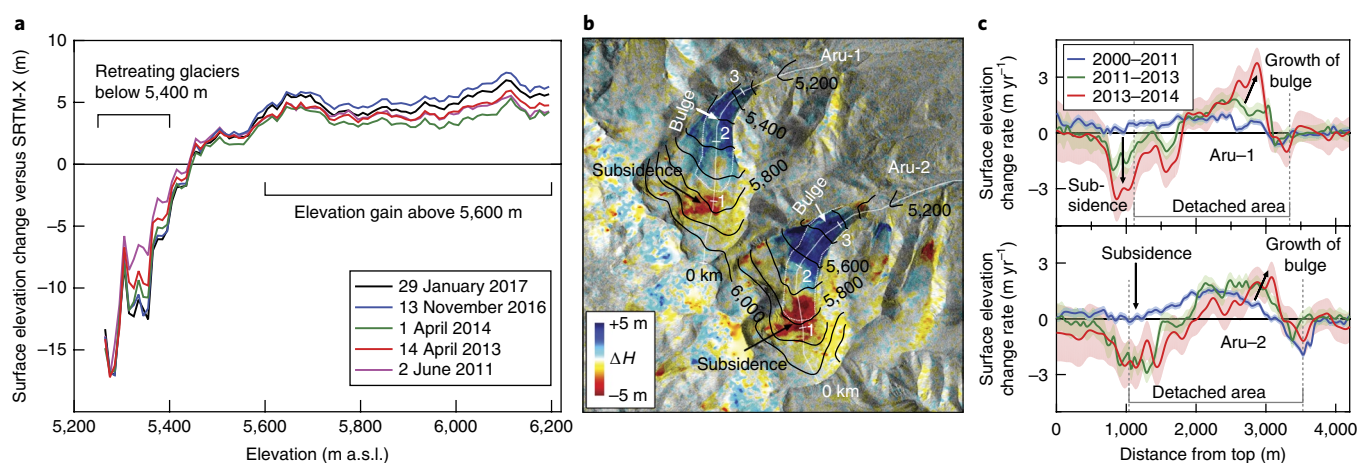 a
Surface elevation change versus SRTM-X (m)
10
5
0
−5
−10
−15
Retreating glaciers
below 5,400 m
Elevation gain above 5,600 m
29 January 2017
13 November 2016
1 April 2014
14 April 2013
2 June 2011
5,200
5,400
5,600
5,800
6,000
6,200
Elevation (m a.s.l.)
b
Aru-1
3
5,200
Bulge
5,400
2
Aru-2
Subsidence
5,800
1
Bulge
5,200
3
0 km
5,600
2
6,000
5,800
1
+5 m
ΔH
−5 m
Subsidence
0 km
c
Surface elevation
change rate (m yr−1)
3
0
−3
2000–2011
2011–2013
2013–2014
Growth of
bulge
Aru–1
Sub-
sidence
Detached area
Surface elevation
change rate (m yr−1)
3
0
−3
Subsidence
Growth of
bulge
Aru–2
Detached area
0
1,000
2,000
3,000
4,000
Distance from top (m)